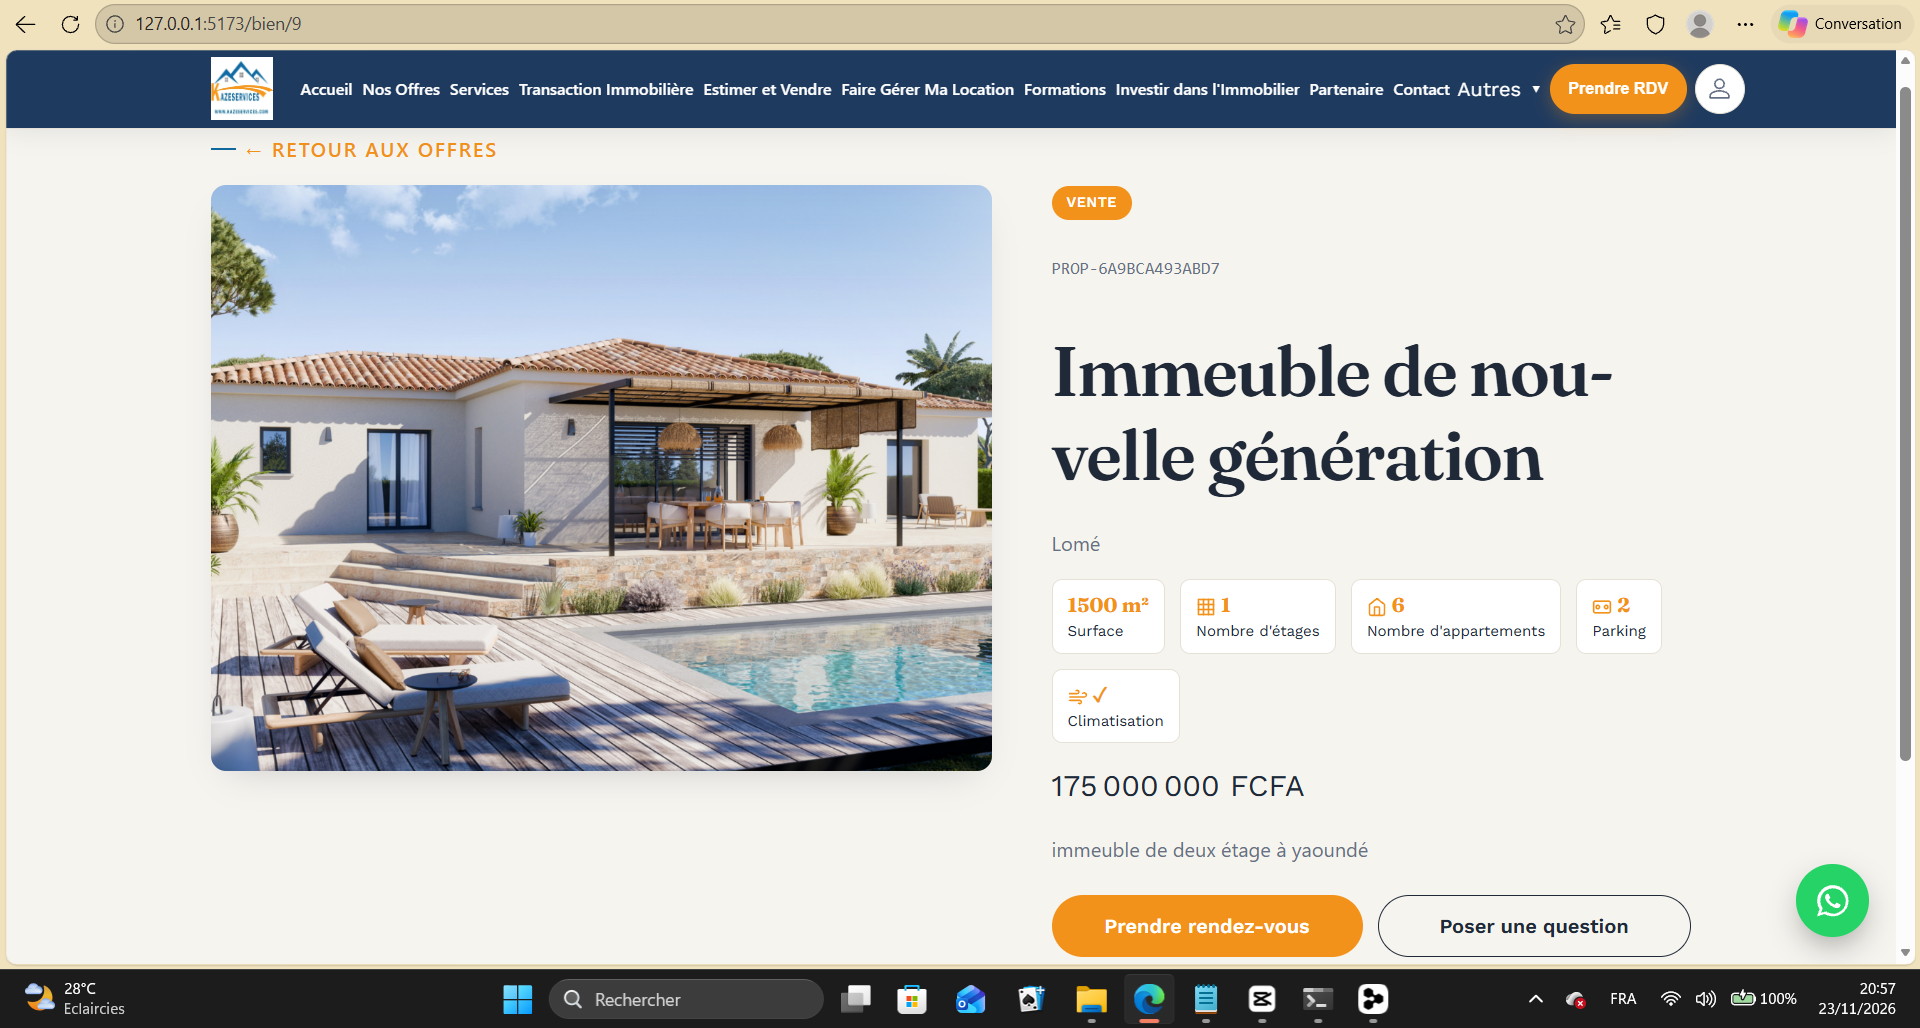 127.0.0.1:5173/bien/9
Conversation
KAZESERVICES
WWW.KAZESERVICES.COM
Accueil Nos Offres Services Transaction Immobilière Estimer et Vendre Faire Gérer Ma Location Formations Investir dans l'Immobilier Partenaire Contact Autres ▼ Prendre RDV
← RETOUR AUX OFFRES
VENTE
PROP-6A9BCA493ABD7
Immeuble de nou-
velle génération
Lomé
1500 m² 1 6 2
Surface Nombre d'étages Nombre d'appartements Parking
✓
Climatisation
175 000 000 FCFA
immeuble de deux étage à yaoundé
Prendre rendez-vous Poser une question
28°C
Eclaircies
Rechercher
FRA
100%
20:57
23/11/2026